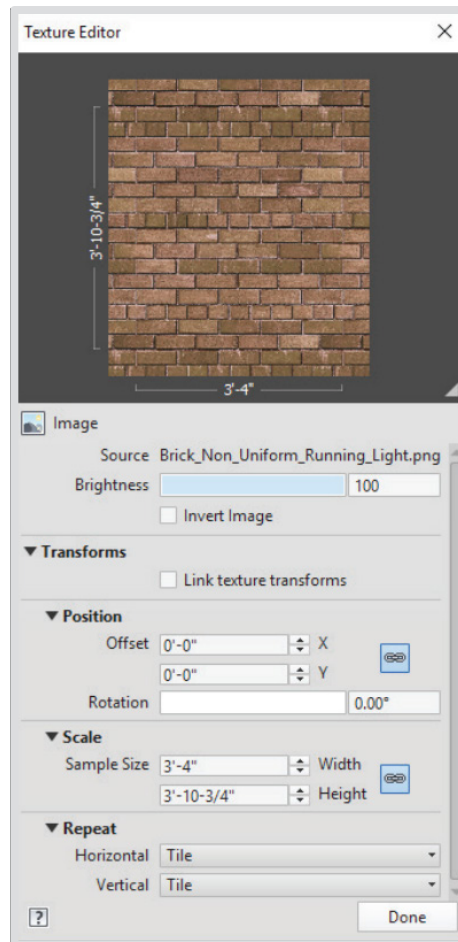 Texture Editor
3'-10-3/4"
3'-4"
Image
Source Brick_Non_Uniform_Running_Light.png
Brightness 100
Invert Image
Transforms
Link texture transforms
Position
Offset 0'-0" X
0'-0" Y
Rotation 0.00°
Scale
Sample Size 3'-4" Width
3'-10-3/4" Height
Repeat
Horizontal Tile
Vertical Tile
? Done